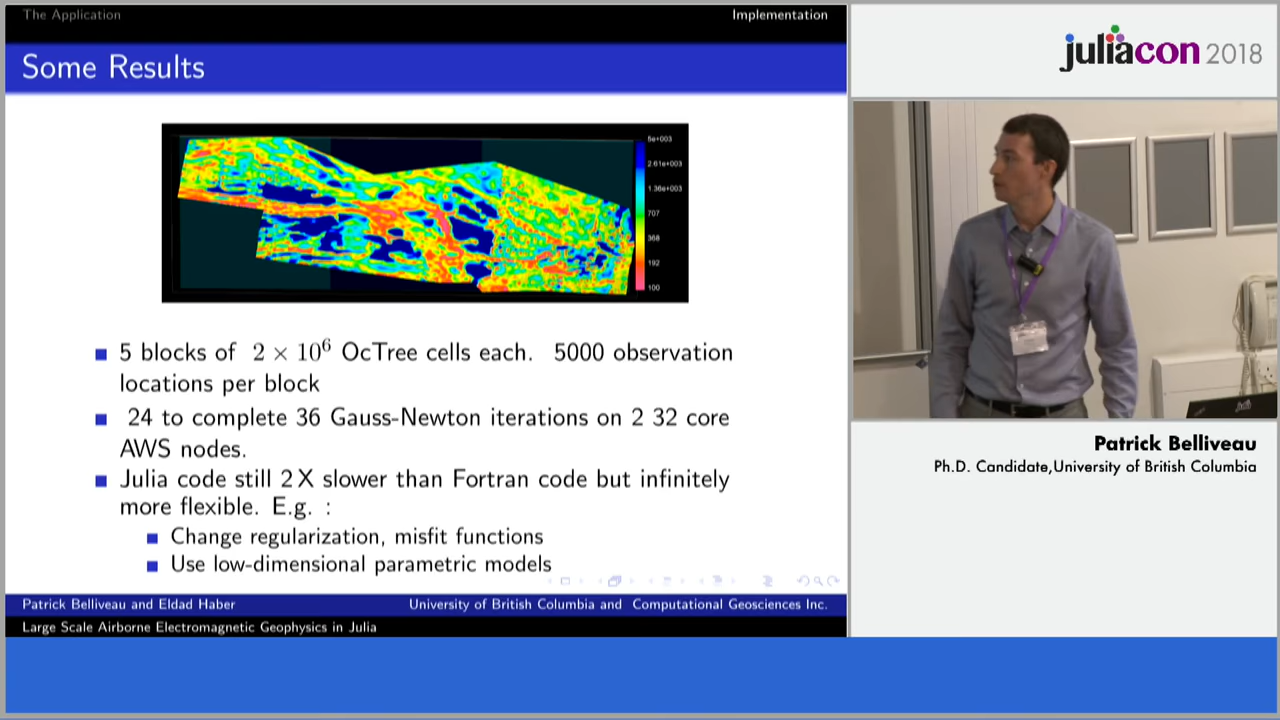 The Application
Implementation
Some Results
5e+003
2.61e+003
1.36e+003
707
368
192
100
5 blocks of 2 × 10⁶ OcTree cells each. 5000 observation
locations per block
24 to complete 36 Gauss-Newton iterations on 2 32 core
AWS nodes.
Julia code still 2X slower than Fortran code but infinitely
more flexible. E.g. :
Change regularization, misfit functions
Use low-dimensional parametric models
Patrick Belliveau and Eldad Haber
University of British Columbia and Computational Geosciences Inc.
Large Scale Airborne Electromagnetic Geophysics in Julia
juliacon 2018
Patrick Belliveau
Ph.D. Candidate,University of British Columbia